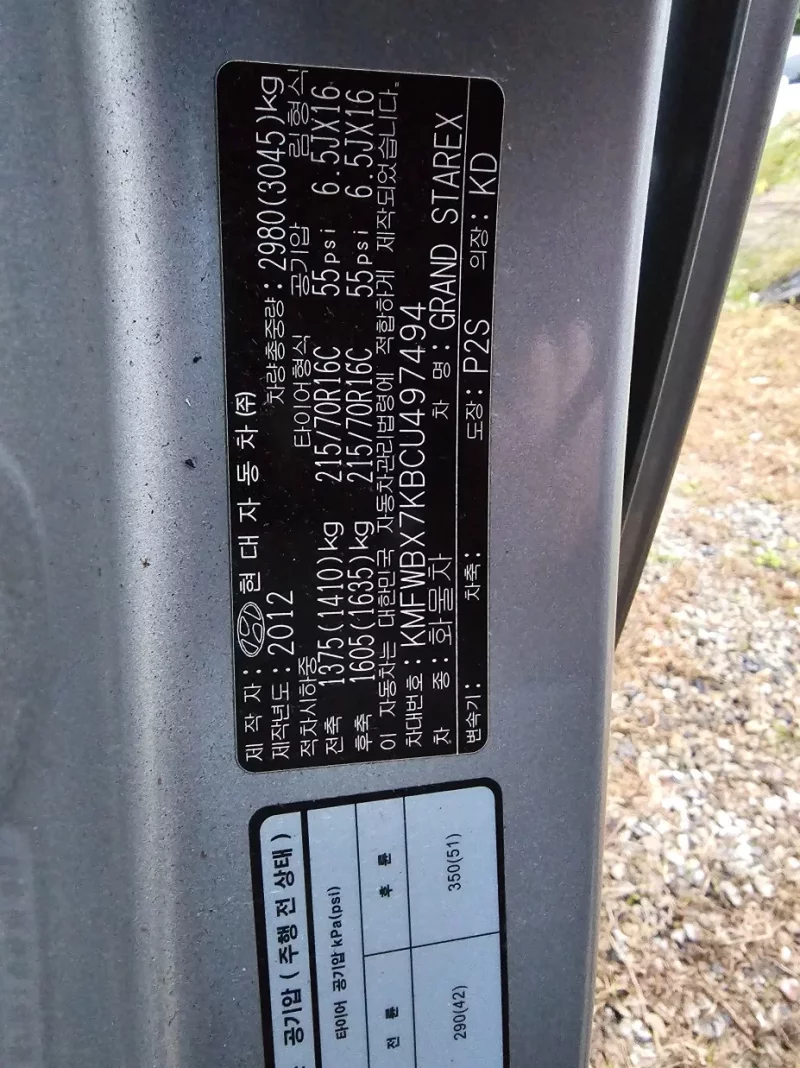 제 작 자: 현 대 자 동 차 ㈜
제작년도: 2012 차량총중량: 2980(3045)kg
적차시하중 타이어형식 공기압 림형식
전축 1375(1410)kg 215/70R16C 55psi 6.5JX16
후축 1605(1635)kg 215/70R16C 55psi 6.5JX16
이 자동차는 대한민국 자동차관리법령에 적합하게 제작되었습니다.
차대번호: KMFWBX7KBCU497494
차 종: 화물차 차 명: GRAND STAREX
변속기: 차축: 도장: P2S 의장: KD
공기압 ( 주행 전 상태 )
타이어 공기압 kPa(psi)
전 륜 후 륜
290(42) 350(51)